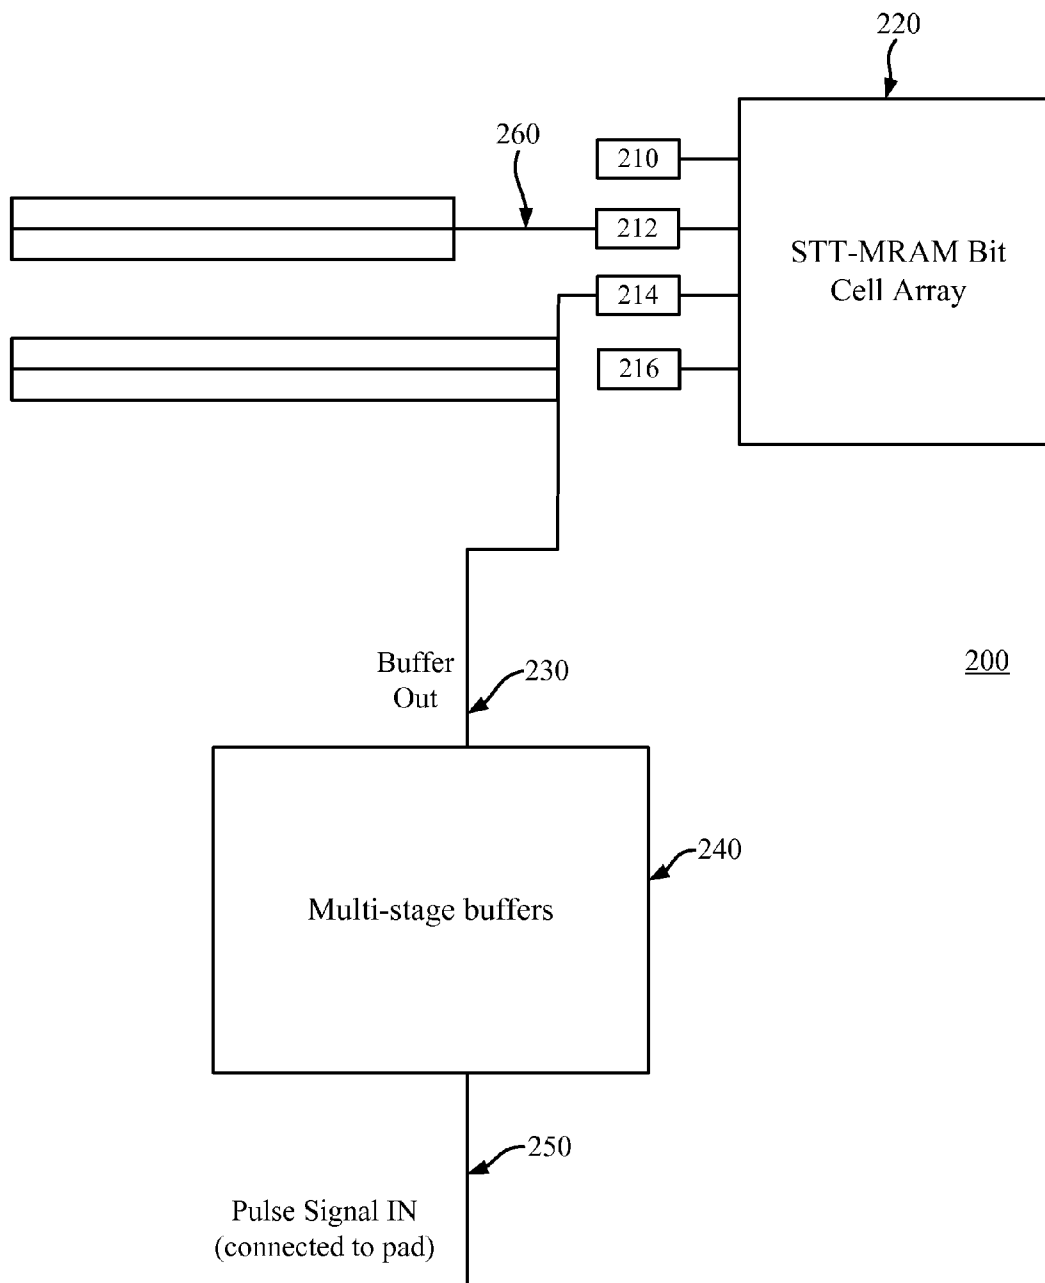 220
260
210
212
214
216
STT-MRAM Bit
Cell Array
Buffer
Out
230
200
240
Multi-stage buffers
250
Pulse Signal IN
(connected to pad)